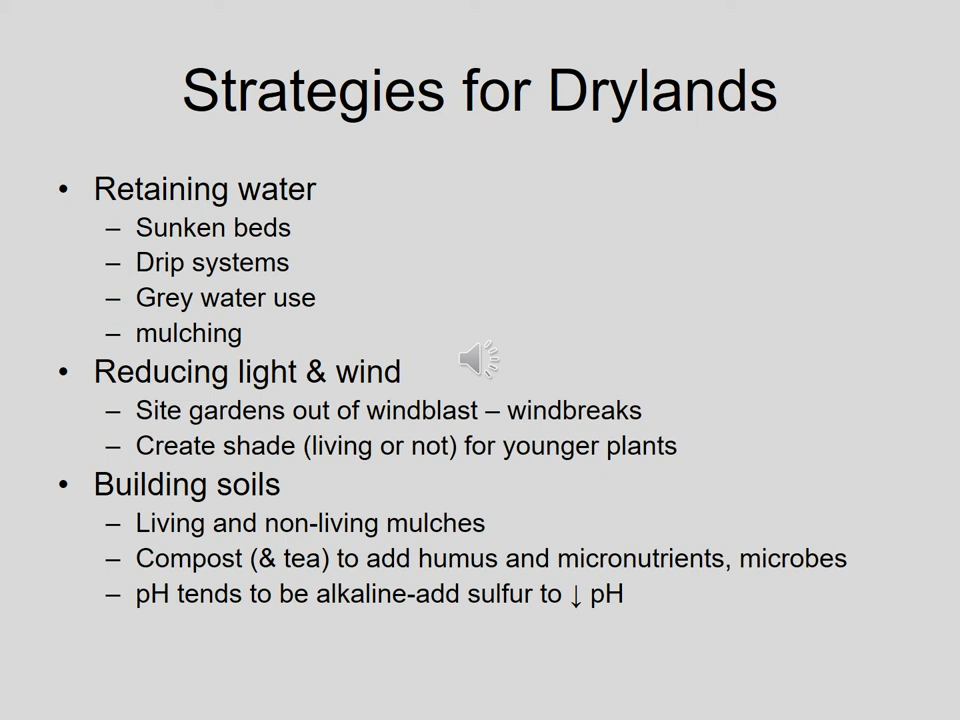 Strategies for Drylands
• Retaining water
– Sunken beds
– Drip systems
– Grey water use
– mulching
• Reducing light & wind
– Site gardens out of windblast – windbreaks
– Create shade (living or not) for younger plants
• Building soils
– Living and non-living mulches
– Compost (& tea) to add humus and micronutrients, microbes
– pH tends to be alkaline-add sulfur to ↓ pH